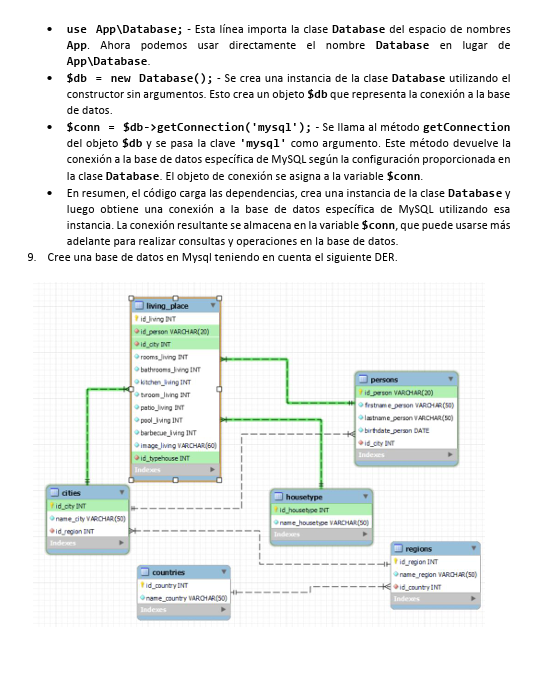 • use App\Database; - Esta línea importa la clase Database del espacio de nombres
App. Ahora podemos usar directamente el nombre Database en lugar de
App\Database.
• $db = new Database(); - Se crea una instancia de la clase Database utilizando el
constructor sin argumentos. Esto crea un objeto $db que representa la conexión a la base
de datos.
• $conn = $db->getConnection('mysql'); - Se llama al método getConnection
del objeto $db y se pasa la clave 'mysql' como argumento. Este método devuelve la
conexión a la base de datos específica de MySQL según la configuración proporcionada en
la clase Database. El objeto de conexión se asigna a la variable $conn.
• En resumen, el código carga las dependencias, crea una instancia de la clase Database y
luego obtiene una conexión a la base de datos específica de MySQL utilizando esa
instancia. La conexión resultante se almacena en la variable $conn, que puede usarse más
adelante para realizar consultas y operaciones en la base de datos.
9. Cree una base de datos en Mysql teniendo en cuenta el siguiente DER.
living_place
id_living INT
id_person VARCHAR(20)
id_city INT
rooms_living INT
bathrooms_living INT
kitchen_living INT
tvroom_living INT
patio_living INT
pool_living INT
barbecue_living INT
image_living VARCHAR(60)
id_typehouse INT
Indexes
persons
id_person VARCHAR(20)
firstname_person VARCHAR(50)
lastname_person VARCHAR(50)
birthdate_person DATE
id_city INT
Indexes
cities
id_city INT
name_city VARCHAR(50)
id_region INT
Indexes
housetype
id_housetype INT
name_housetype VARCHAR(50)
Indexes
regions
id_region INT
name_region VARCHAR(50)
id_country INT
Indexes
countries
id_country INT
name_country VARCHAR(50)
Indexes